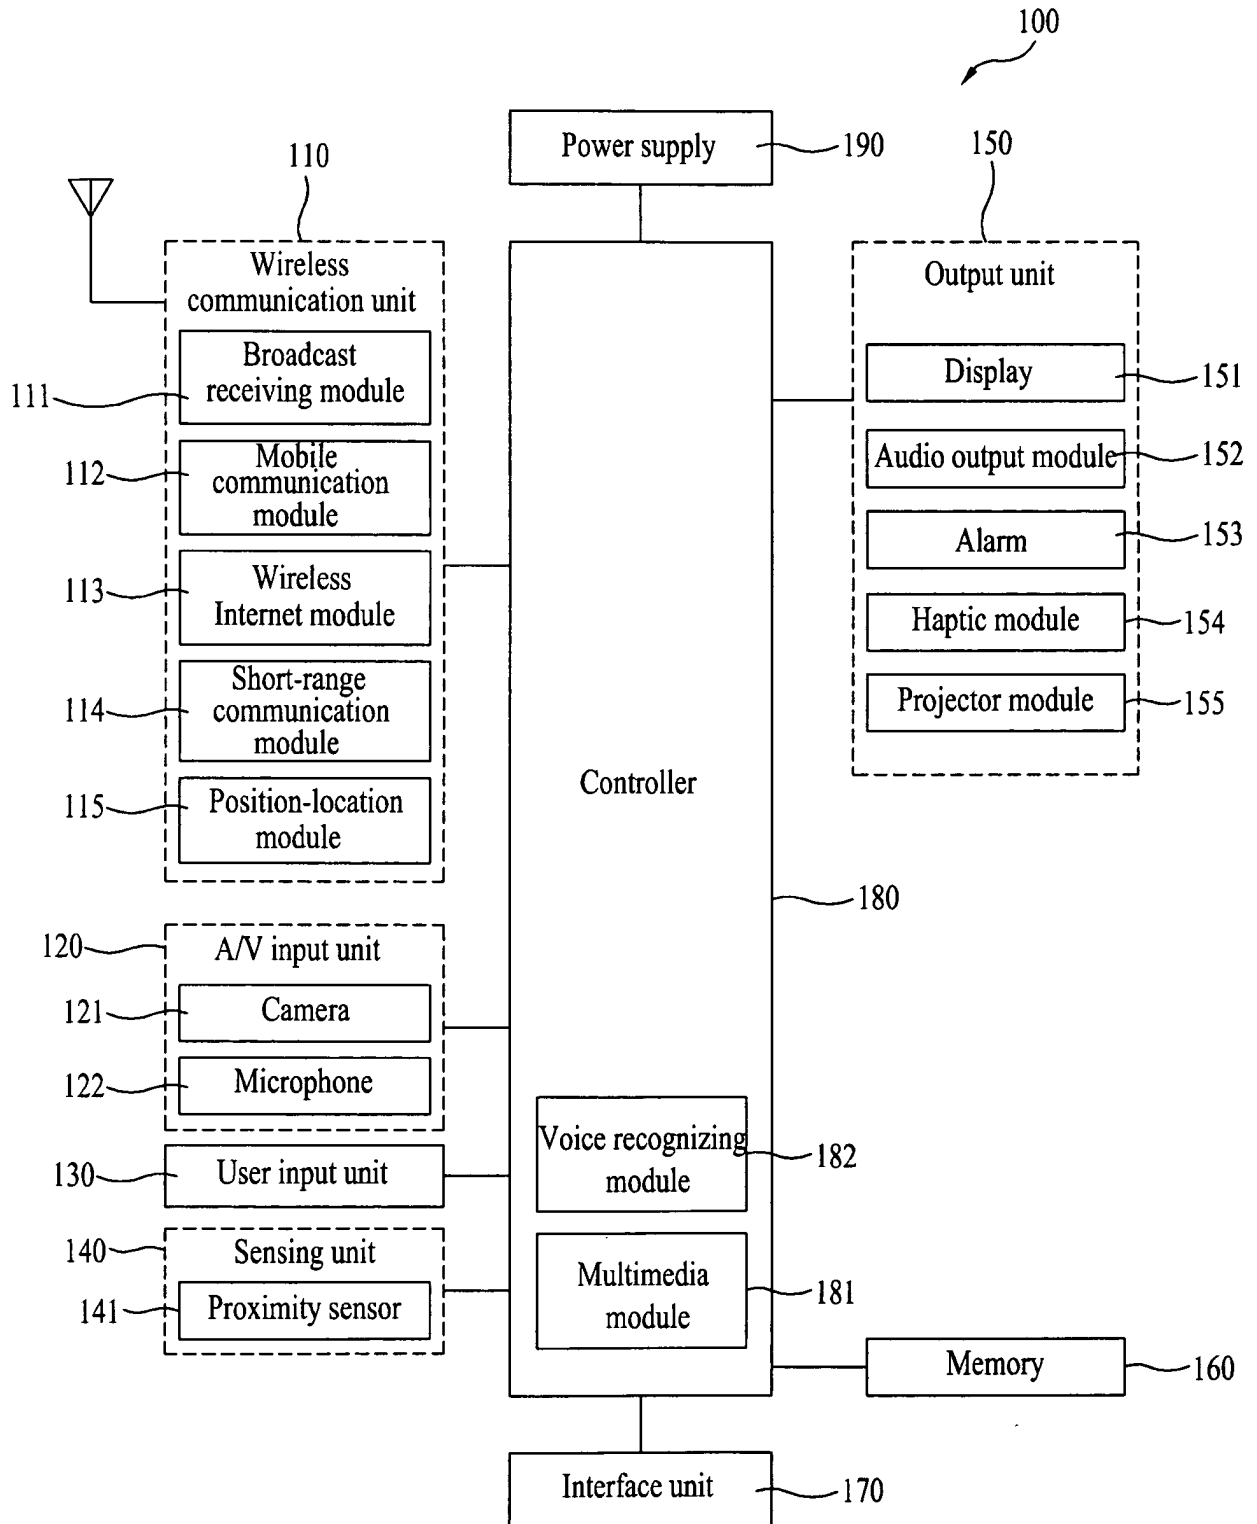 100
Power supply
190
110
150
Wireless
communication unit
Broadcast
receiving module
111
Mobile
communication
module
112
Wireless
Internet module
113
Short-range
communication
module
114
Position-location
module
115
Output unit
Display
151
Audio output module
152
Alarm
153
Haptic module
154
Projector module
155
Controller
180
120
A/V input unit
121
Camera
122
Microphone
130
User input unit
140
Sensing unit
141
Proximity sensor
Voice recognizing
module
182
Multimedia
module
181
Memory
160
Interface unit
170